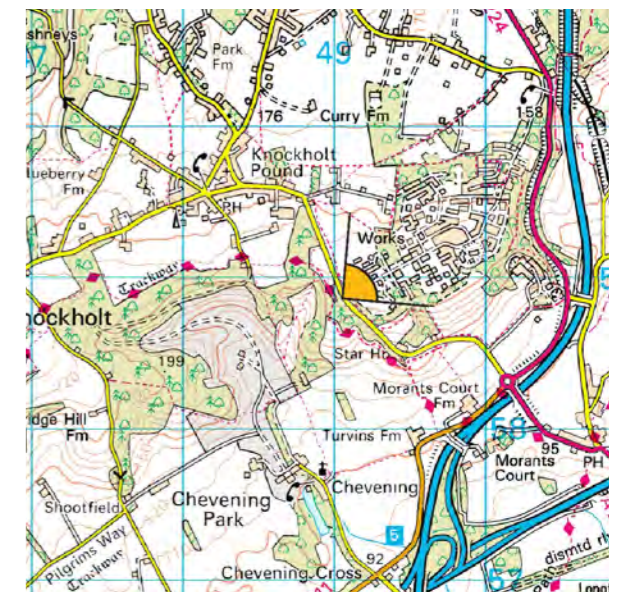 shneys
47
Park
Fm
49
24
Curry Fm
176
158
Knockholt
Pound
lueberry
Fm
PH
Works
Trackway
nockholt
199
Star Ho
Morants Court
Fm
idge Hill
Fm
Turvins Fm
58
95
Morants
Court
PH
Chevening
Chevening
Park
Shootfield
5
Pilgrims Way
Trackway
92
Chevening Cross
dismtd rly